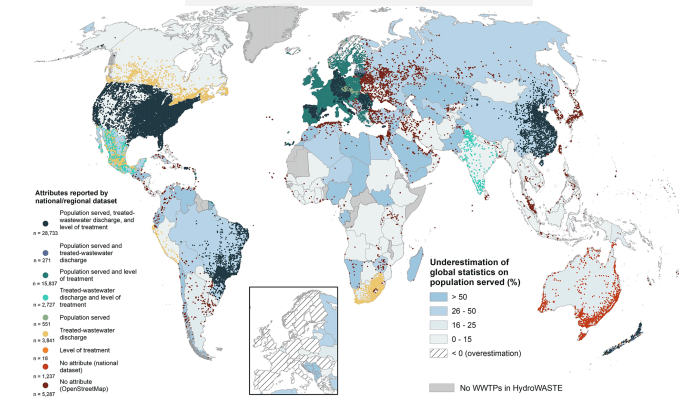 Attributes reported by
national/regional dataset
Population served, treated-
wastewater discharge, and
level of treatment
n = 28,733
Population served and
treated-wastewater
discharge
n = 271
Population served and level
of treatment
n = 15,837
Treated-wastewater
discharge and level of
treatment
n = 2,727
Population served
n = 551
Treated-wastewater
discharge
n = 3,841
Level of treatment
n = 16
No attribute (national
dataset)
n = 1,237
No attribute
(OpenStreetMap)
n = 5,287
Underestimation of
global statistics on
population served (%)
> 50
26 - 50
16 - 25
0 - 15
< 0 (overestimation)
No WWTPs in HydroWASTE